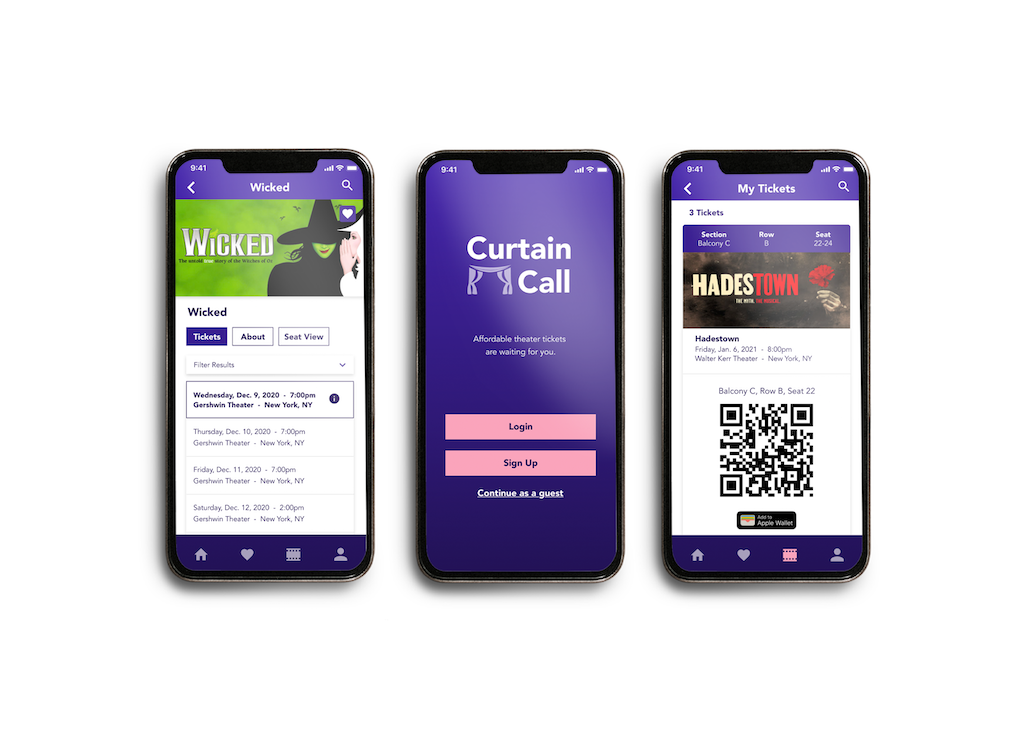 9:41
Wicked
WICKED
The untold true story of the Witches of Oz
Wicked
Tickets
About
Seat View
Filter Results
Wednesday, Dec. 9, 2020 - 7:00pm
Gershwin Theater - New York, NY
Thursday, Dec. 10, 2020 - 7:00pm
Gershwin Theater - New York, NY
Friday, Dec. 11, 2020 - 7:00pm
Gershwin Theater - New York, NY
Saturday, Dec. 12, 2020 - 2:00pm
Gershwin Theater - New York, NY
9:41
Curtain
Call
Affordable theater tickets
are waiting for you.
Login
Sign Up
Continue as a guest
9:41
My Tickets
3 Tickets
Section Row Seat
Balcony C B 22-24
HADESTOWN
THE MYTH. THE MUSICAL.
Hadestown
Friday, Jan. 6, 2021 - 8:00pm
Walter Kerr Theater - New York, NY
Balcony C, Row B, Seat 22
Add to
Apple Wallet